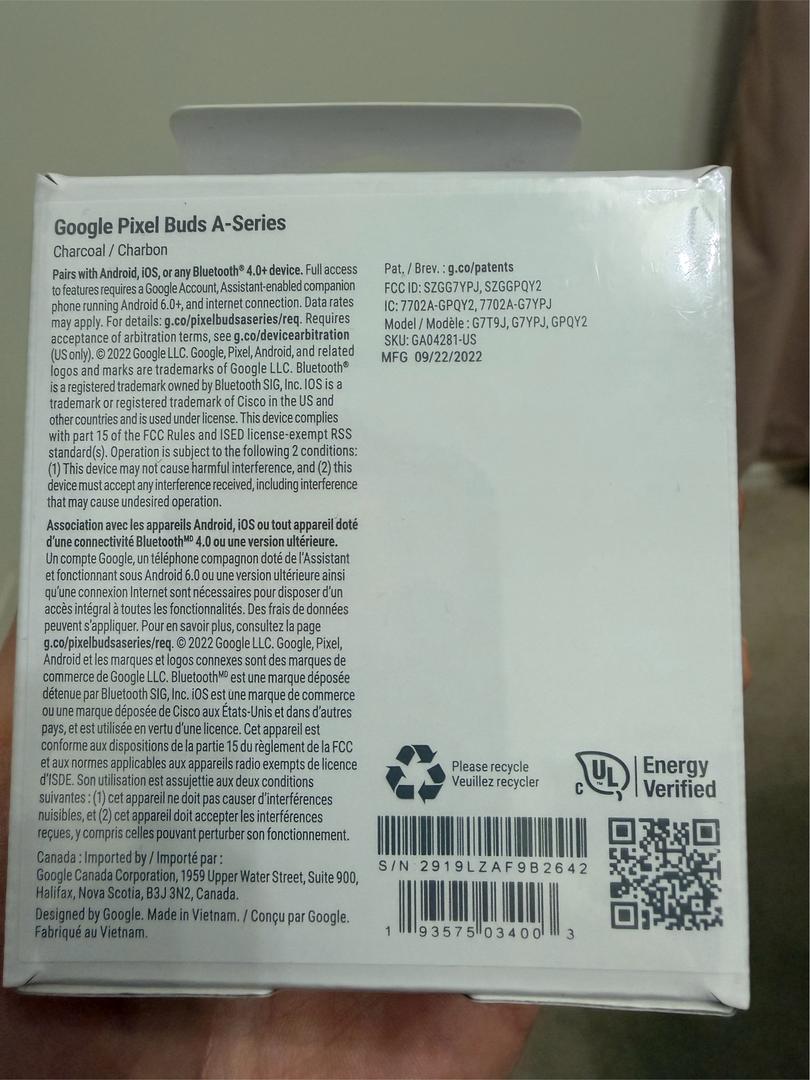 Google Pixel Buds A-Series
Charcoal / Charbon
Pairs with Android, iOS, or any Bluetooth® 4.0+ device. Full access
to features requires a Google Account, Assistant-enabled companion
phone running Android 6.0+, and internet connection. Data rates
may apply. For details: g.co/pixelbudsaseries/req. Requires
acceptance of arbitration terms, see g.co/devicearbitration
(US only). © 2022 Google LLC. Google, Pixel, Android, and related
logos and marks are trademarks of Google LLC. Bluetooth®
is a registered trademark owned by Bluetooth SIG, Inc. IOS is a
trademark or registered trademark of Cisco in the US and
other countries and is used under license. This device complies
with part 15 of the FCC Rules and ISED license-exempt RSS
standard(s). Operation is subject to the following 2 conditions:
(1) This device may not cause harmful interference, and (2) this
device must accept any interference received, including interference
that may cause undesired operation.
Association avec les appareils Android, iOS ou tout appareil doté
d'une connectivité Bluetooth🅪 4.0 ou une version ultérieure.
Un compte Google, un téléphone compagnon doté de l'Assistant
et fonctionnant sous Android 6.0 ou une version ultérieure ainsi
qu'une connexion Internet sont nécessaires pour disposer d'un
accès intégral à toutes les fonctionnalités. Des frais de données
peuvent s'appliquer. Pour en savoir plus, consultez la page
g.co/pixelbudsaseries/req. © 2022 Google LLC. Google, Pixel,
Android et les marques et logos connexes sont des marques de
commerce de Google LLC. Bluetoothᴹᴰ est une marque déposée
détenue par Bluetooth SIG, Inc. iOS est une marque de commerce
ou une marque déposée de Cisco aux États-Unis et dans d'autres
pays, et est utilisée en vertu d'une licence. Cet appareil est
conforme aux dispositions de la partie 15 du règlement de la FCC
et aux normes applicables aux appareils radio exempts de licence
d'ISDE. Son utilisation est assujettie aux deux conditions
suivantes : (1) cet appareil ne doit pas causer d'interférences
nuisibles, et (2) cet appareil doit accepter les interférences
reçues, y compris celles pouvant perturber son fonctionnement.
Canada : Imported by / Importé par :
Google Canada Corporation, 1959 Upper Water Street, Suite 900,
Halifax, Nova Scotia, B3J 3N2, Canada.
Designed by Google. Made in Vietnam. / Conçu par Google.
Fabriqué au Vietnam.
Pat. / Brev. : g.co/patents
FCC ID: SZGG7YPJ, SZGGPQY2
IC: 7702A-GPQY2, 7702A-G7YPJ
Model / Modèle : G7T9J, G7YPJ, GPQY2
SKU: GA04281-US
MFG 09/22/2022
Please recycle
Veuillez recycler
c UL ™
Energy
Verified
S/N 2919LZAF9B2642
1 93575 03400 3